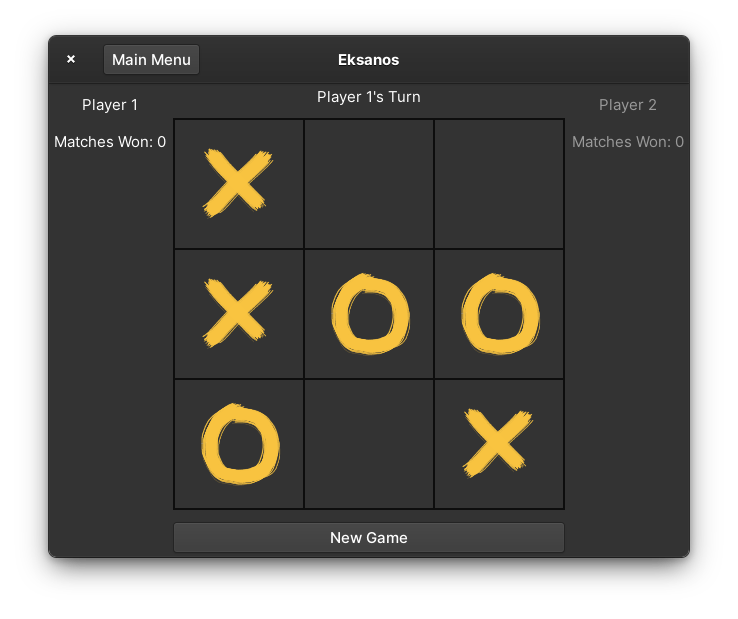 × Main Menu Eksanos
Player 1 Player 1's Turn Player 2
Matches Won: 0 Matches Won: 0
New Game